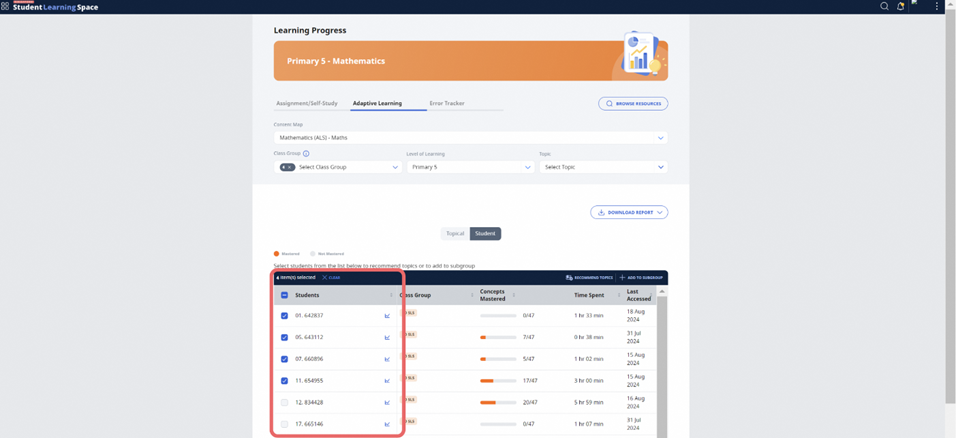 Student Learning Space
Learning Progress
Primary 5 - Mathematics
Assignment/Self-Study Adaptive Learning Error Tracker
BROWSE RESOURCES
Content Map
Mathematics (ALS) - Maths
Class Group Level of Learning Topic
Select Class Group Primary 5 Select Topic
DOWNLOAD REPORT
Topical Student
Mastered Not Mastered
Select students from the list below to recommend topics or to add to subgroup
4 item(s) selected CLEAR RECOMMEND TOPICS ADD TO SUBGROUP
Students Class Group Concepts Mastered Time Spent Last Accessed
01. 642837 0/47 1 hr 33 min 18 Aug 2024
05. 643112 7/47 0 hr 38 min 31 Jul 2024
07. 660896 5/47 1 hr 02 min 15 Aug 2024
11. 654955 17/47 3 hr 00 min 15 Aug 2024
12. 834428 20/47 5 hr 59 min 16 Aug 2024
17. 665146 0/47 1 hr 07 min 31 Jul 2024